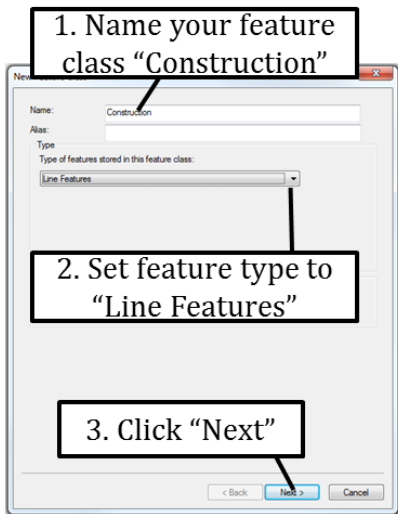 1. Name your feature
class “Construction”
New
Name:
Construction
Alias:
Type
Type of features stored in this feature class:
Line Features
2. Set feature type to
“Line Features”
3. Click “Next”
< Back
Next >
Cancel